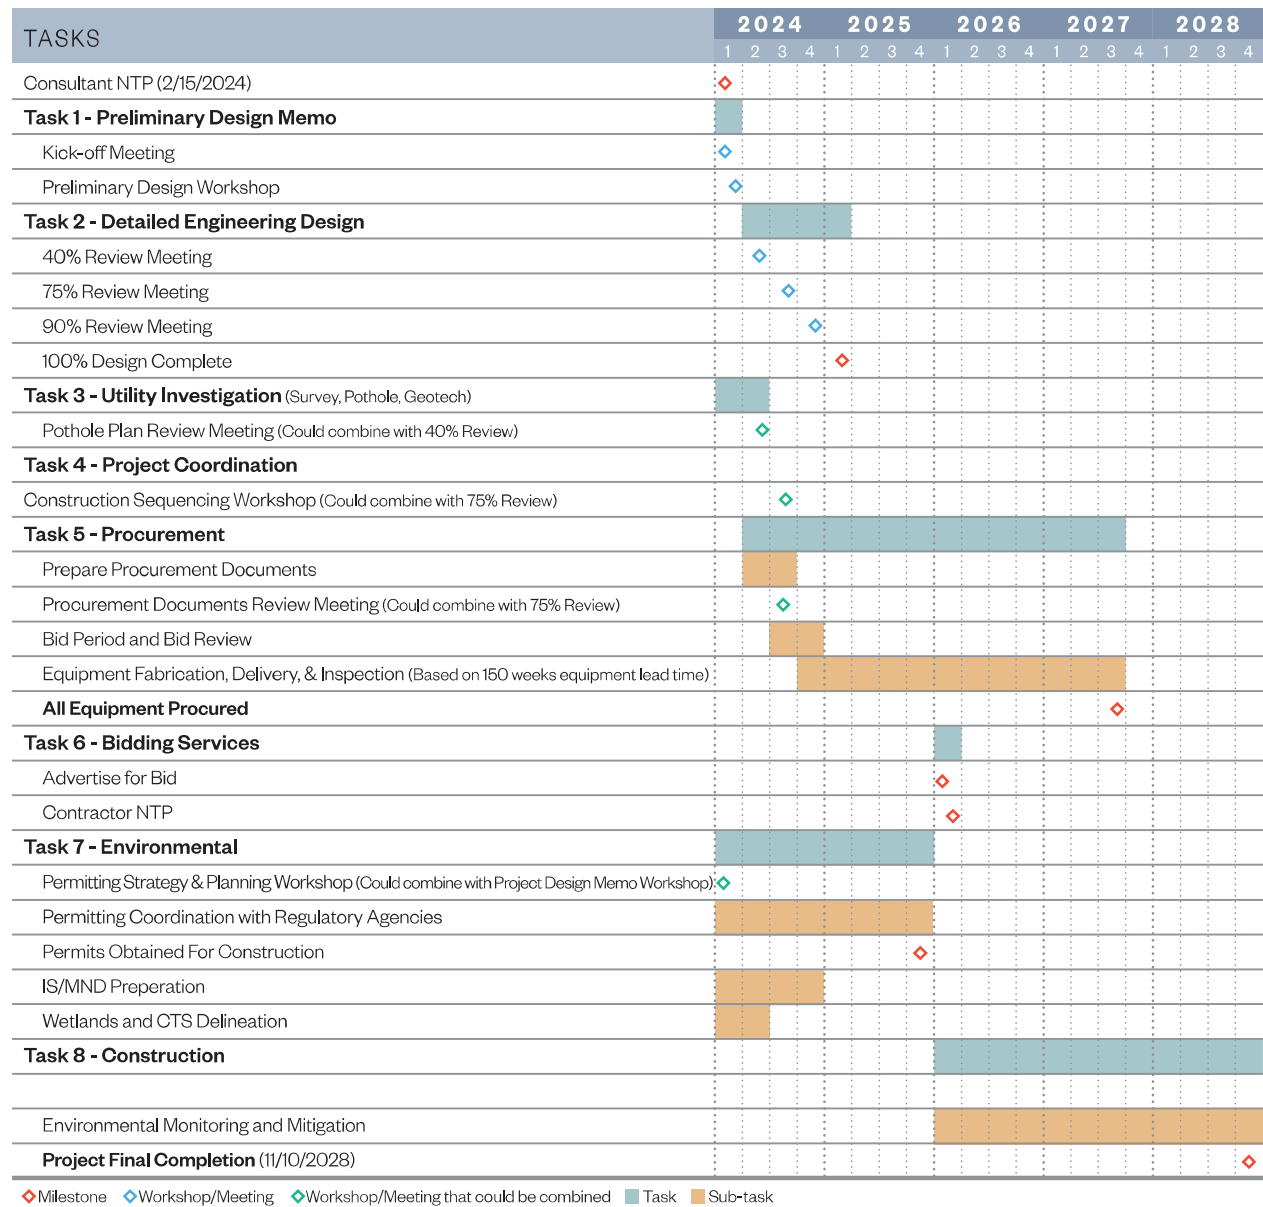 TASKS
2024 2025 2026 2027 2028
1 2 3 4 1 2 3 4 1 2 3 4 1 2 3 4 1 2 3 4
Consultant NTP (2/15/2024)
Task 1 - Preliminary Design Memo
Kick-off Meeting
Preliminary Design Workshop
Task 2 - Detailed Engineering Design
40% Review Meeting
75% Review Meeting
90% Review Meeting
100% Design Complete
Task 3 - Utility Investigation (Survey, Pothole, Geotech)
Pothole Plan Review Meeting (Could combine with 40% Review)
Task 4 - Project Coordination
Construction Sequencing Workshop (Could combine with 75% Review)
Task 5 - Procurement
Prepare Procurement Documents
Procurement Documents Review Meeting (Could combine with 75% Review)
Bid Period and Bid Review
Equipment Fabrication, Delivery, & Inspection (Based on 150 weeks equipment lead time)
All Equipment Procured
Task 6 - Bidding Services
Advertise for Bid
Contractor NTP
Task 7 - Environmental
Permitting Strategy & Planning Workshop (Could combine with Project Design Memo Workshop)
Permitting Coordination with Regulatory Agencies
Permits Obtained For Construction
IS/MND Preperation
Wetlands and CTS Delineation
Task 8 - Construction
Environmental Monitoring and Mitigation
Project Final Completion (11/10/2028)
Milestone Workshop/Meeting Workshop/Meeting that could be combined Task Sub-task